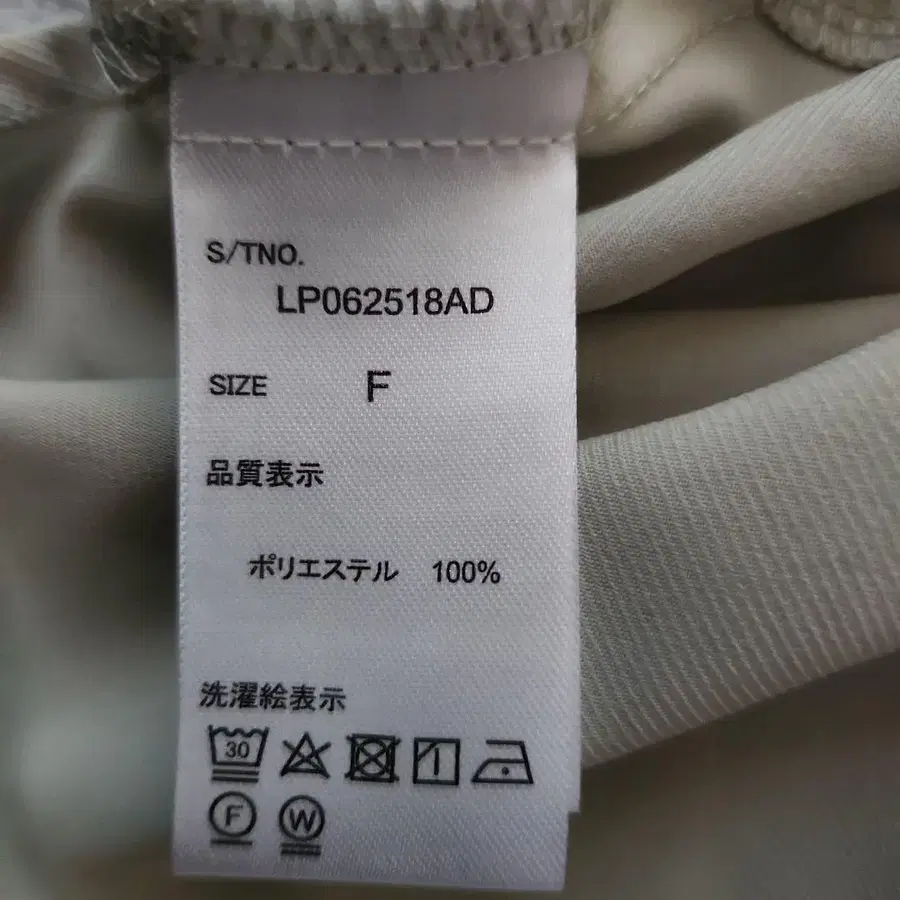 S/TNO.
LP062518AD
SIZE F
品質表示
ポリエステル 100%
洗濯絵表示
30
F W